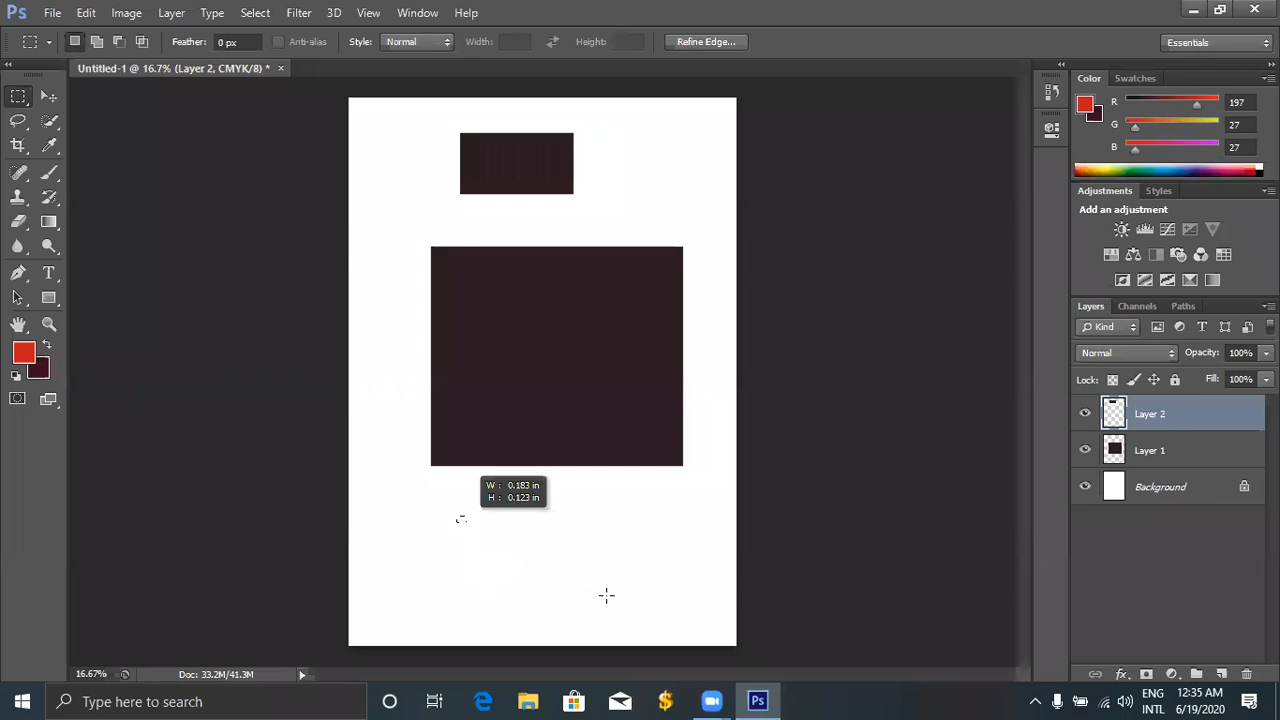 Ps File Edit Image Layer Type Select Filter 3D View Window Help
Feather: 0 px Anti-alias Style: Normal Width: Height: Refine Edge... Essentials
Untitled-1 @ 16.7% (Layer 2, CMYK/8) * ×
Color Swatches
R 197
G 27
B 27
Adjustments Styles
Add an adjustment
Layers Channels Paths
Kind
Normal Opacity: 100%
Lock: Fill: 100%
Layer 2
Layer 1
Background
W : 0.183 in
H : 0.123 in
16.67% Doc: 33.2M/41.3M
Type here to search
Ps
ENG
INTL
12:35 AM
6/19/2020